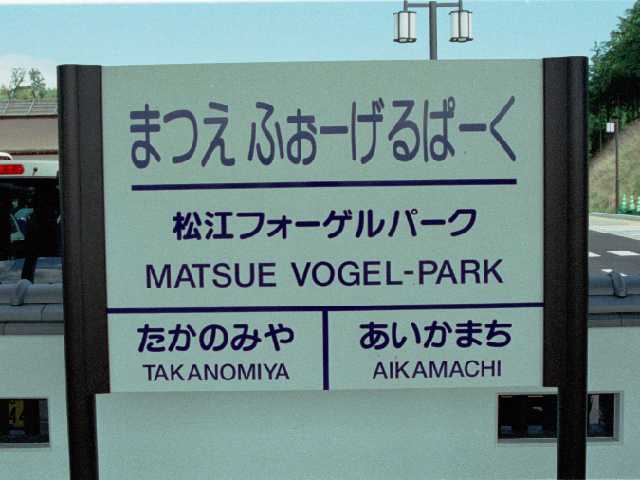 まつえ ふぉーげるぱーく
松江フォーゲルパーク
MATSUE VOGEL-PARK
たかのみや
TAKANOMIYA
あいかまち
AIKAMACHI